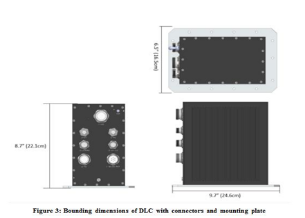 6.5" (16.5cm)
8.7" (22.3cm)
9.7" (24.6cm)
Figure 3: Bounding dimensions of DLC with connectors and mounting plate